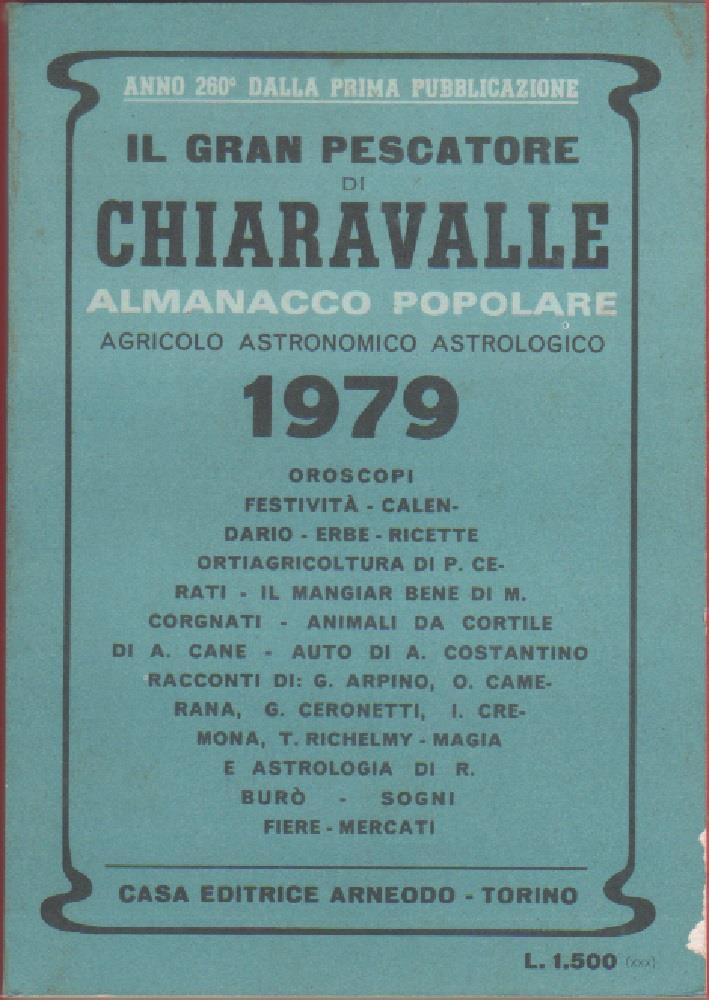 ANNO 260° DALLA PRIMA PUBBLICAZIONE
IL GRAN PESCATORE
DI
CHIARAVALLE
ALMANACCO POPOLARE
AGRICOLO ASTRONOMICO ASTROLOGICO
1979
OROSCOPI
FESTIVITÀ - CALEN-
DARIO - ERBE - RICETTE
ORTIAGRICOLTURA DI P. CE-
RATI - IL MANGIAR BENE DI M.
CORGNATI - ANIMALI DA CORTILE
DI A. CANE - AUTO DI A. COSTANTINO
RACCONTI DI: G. ARPINO, O. CAME-
RANA, G. CERONETTI, I. CRE-
MONA, T. RICHELMY - MAGIA
E ASTROLOGIA DI R.
BURÒ - SOGNI
FIERE - MERCATI
CASA EDITRICE ARNEODO - TORINO
L. 1.500 (xxx)